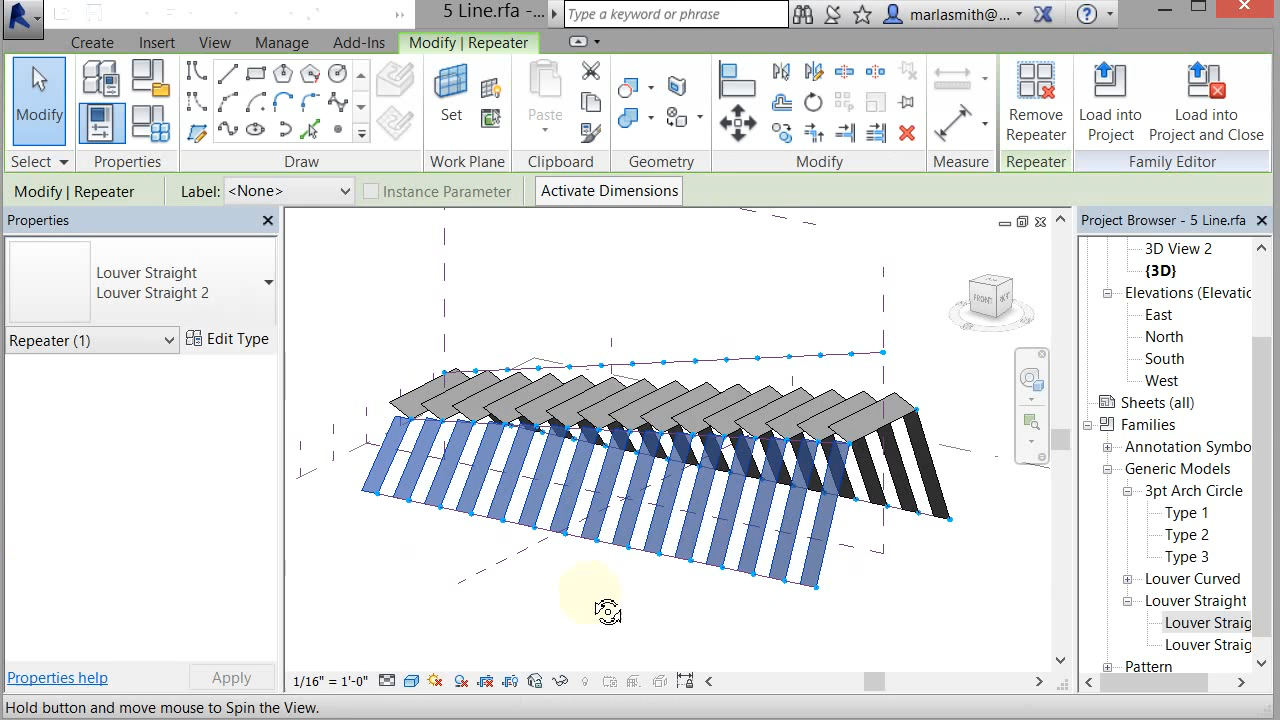 5 Line.rfa -...
Type a keyword or phrase
marlasmith@...
Create
Insert
View
Manage
Add-Ins
Modify | Repeater
Modify
Set
Paste
Remove Repeater
Load into Project
Load into Project and Close
Select
Properties
Draw
Work Plane
Clipboard
Geometry
Modify
Measure
Repeater
Family Editor
Modify | Repeater
Label:
<None>
Instance Parameter
Activate Dimensions
Properties
Louver Straight
Louver Straight 2
Repeater (1)
Edit Type
Properties help
Apply
FRONT
1/16" = 1'-0"
Project Browser - 5 Line.rfa
3D View 2
{3D}
Elevations (Elevatic
East
North
South
West
Sheets (all)
Families
Annotation Symbo
Generic Models
3pt Arch Circle
Type 1
Type 2
Type 3
Louver Curved
Louver Straight
Louver Straig
Louver Straig
Pattern
Hold button and move mouse to Spin the View.